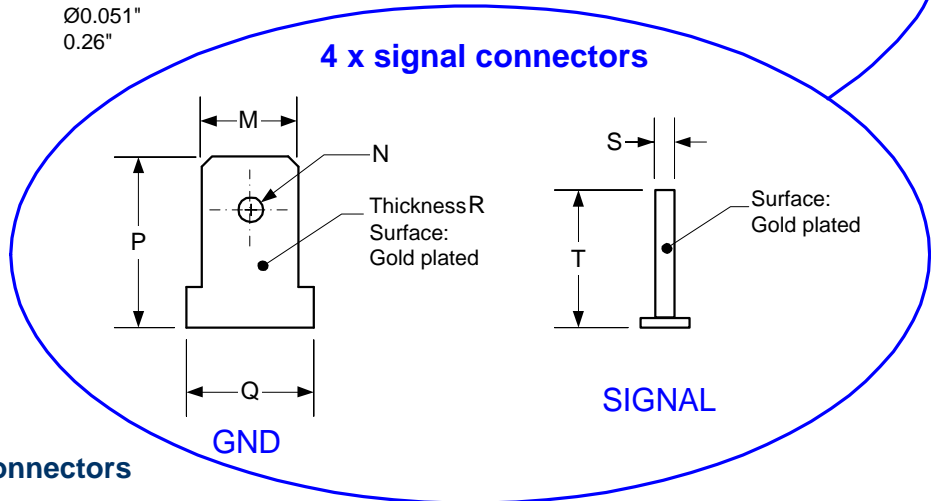 Ø0.051"
0.26"
4 x signal connectors
M
N
S
P
Thickness R
Surface:
Gold plated
T
Surface:
Gold plated
Q
SIGNAL
GND
onnectors